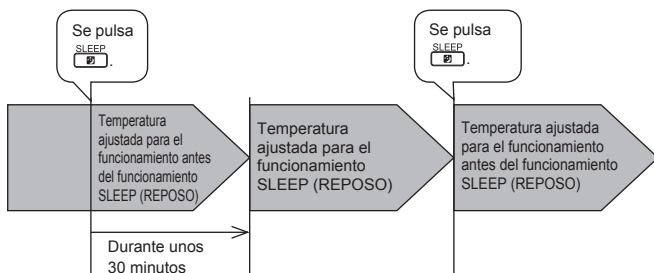 Se pulsa
SLEEP
.
Se pulsa
SLEEP
.
Temperatura
ajustada para el
funcionamiento antes
del funcionamiento
SLEEP (REPOSO)
Temperatura
ajustada para el
funcionamiento
SLEEP (REPOSO)
Temperatura ajustada
para el funcionamiento
antes del funcionamiento
SLEEP (REPOSO)
Durante unos
30 minutos